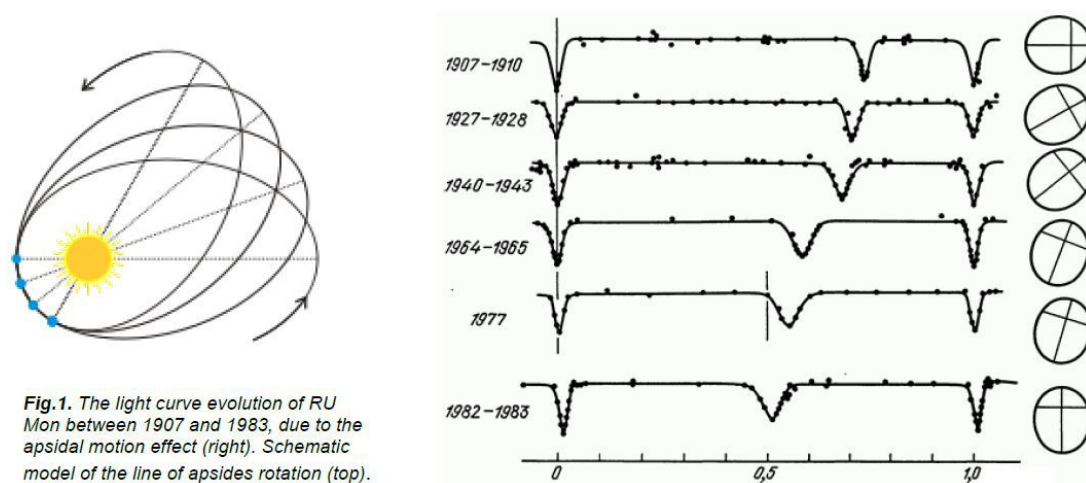 Fig.1. The light curve evolution of RU
Mon between 1907 and 1983, due to the
apsidal motion effect (right). Schematic
model of the line of apsides rotation (top).
1907-1910
1927-1928
1940-1943
1964-1965
1977
1982-1983
0
0,5
1,0